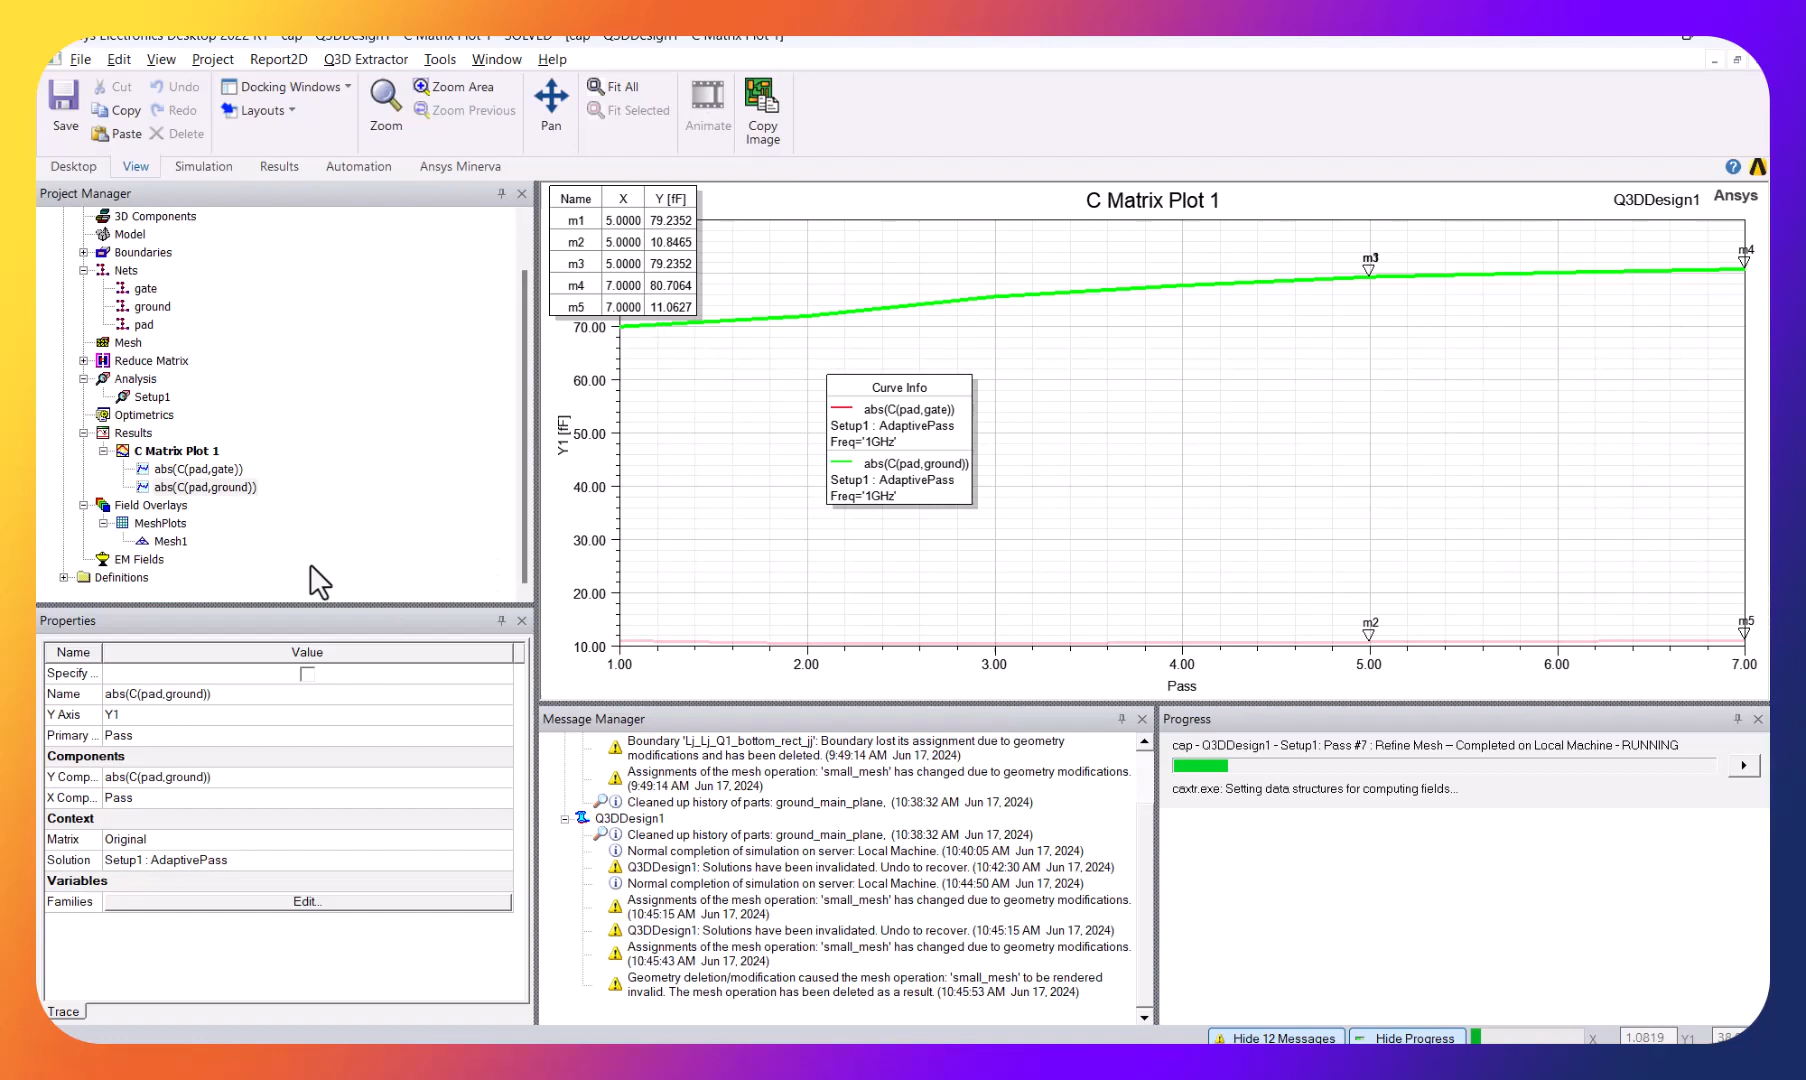 sys Electronics Desktop 2022 R1 - cap - Q3DDesign1 - C Matrix Plot 1 - SOLVED - [cap - Q3DDesign1 - C Matrix Plot 1]
File Edit View Project Report2D Q3D Extractor Tools Window Help
Cut Undo Docking Windows Zoom Area Fit All
Copy Redo Layouts Zoom Previous Fit Selected
Save Paste Delete Zoom Pan Animate Copy Image
Desktop View Simulation Results Automation Ansys Minerva
Project Manager
3D Components
Model
Boundaries
Nets
gate
ground
pad
Mesh
Reduce Matrix
Analysis
Setup1
Optimetrics
Results
C Matrix Plot 1
abs(C(pad,gate))
abs(C(pad,ground))
Field Overlays
MeshPlots
Mesh1
EM Fields
Definitions
Properties
Name Value
Specify ...
Name abs(C(pad,ground))
Y Axis Y1
Primary ... Pass
Components
Y Comp... abs(C(pad,ground))
X Comp... Pass
Context
Matrix Original
Solution Setup1 : AdaptivePass
Variables
Families Edit...
Trace
C Matrix Plot 1
Q3DDesign1 Ansys
Name X Y [fF]
m1 5.0000 79.2352
m2 5.0000 10.8465
m3 5.0000 79.2352
m4 7.0000 80.7064
m5 7.0000 11.0627
m3
m4
70.00
60.00
50.00
40.00
30.00
20.00
10.00
Y1 [fF]
Curve Info
abs(C(pad,gate))
Setup1 : AdaptivePass
Freq='1GHz'
abs(C(pad,ground))
Setup1 : AdaptivePass
Freq='1GHz'
m2
m5
1.00 2.00 3.00 4.00 5.00 6.00 7.00
Pass
Message Manager
Boundary 'Lj_Lj_Q1_bottom_rect_jj': Boundary lost its assignment due to geometry
modifications and has been deleted. (9:49:14 AM Jun 17, 2024)
Assignments of the mesh operation: 'small_mesh' has changed due to geometry modifications.
(9:49:14 AM Jun 17, 2024)
Cleaned up history of parts: ground_main_plane, (10:38:32 AM Jun 17, 2024)
Q3DDesign1
Cleaned up history of parts: ground_main_plane, (10:38:32 AM Jun 17, 2024)
Normal completion of simulation on server: Local Machine. (10:40:05 AM Jun 17, 2024)
Q3DDesign1: Solutions have been invalidated. Undo to recover. (10:42:30 AM Jun 17, 2024)
Normal completion of simulation on server: Local Machine. (10:44:50 AM Jun 17, 2024)
Assignments of the mesh operation: 'small_mesh' has changed due to geometry modifications.
(10:45:15 AM Jun 17, 2024)
Q3DDesign1: Solutions have been invalidated. Undo to recover. (10:45:15 AM Jun 17, 2024)
Assignments of the mesh operation: 'small_mesh' has changed due to geometry modifications.
(10:45:43 AM Jun 17, 2024)
Geometry deletion/modification caused the mesh operation: 'small_mesh' to be rendered
invalid. The mesh operation has been deleted as a result. (10:45:53 AM Jun 17, 2024)
Progress
cap - Q3DDesign1 - Setup1: Pass #7 : Refine Mesh – Completed on Local Machine - RUNNING
caxtr.exe: Setting data structures for computing fields...
Hide 12 Messages Hide Progress X 1.0819 Y1